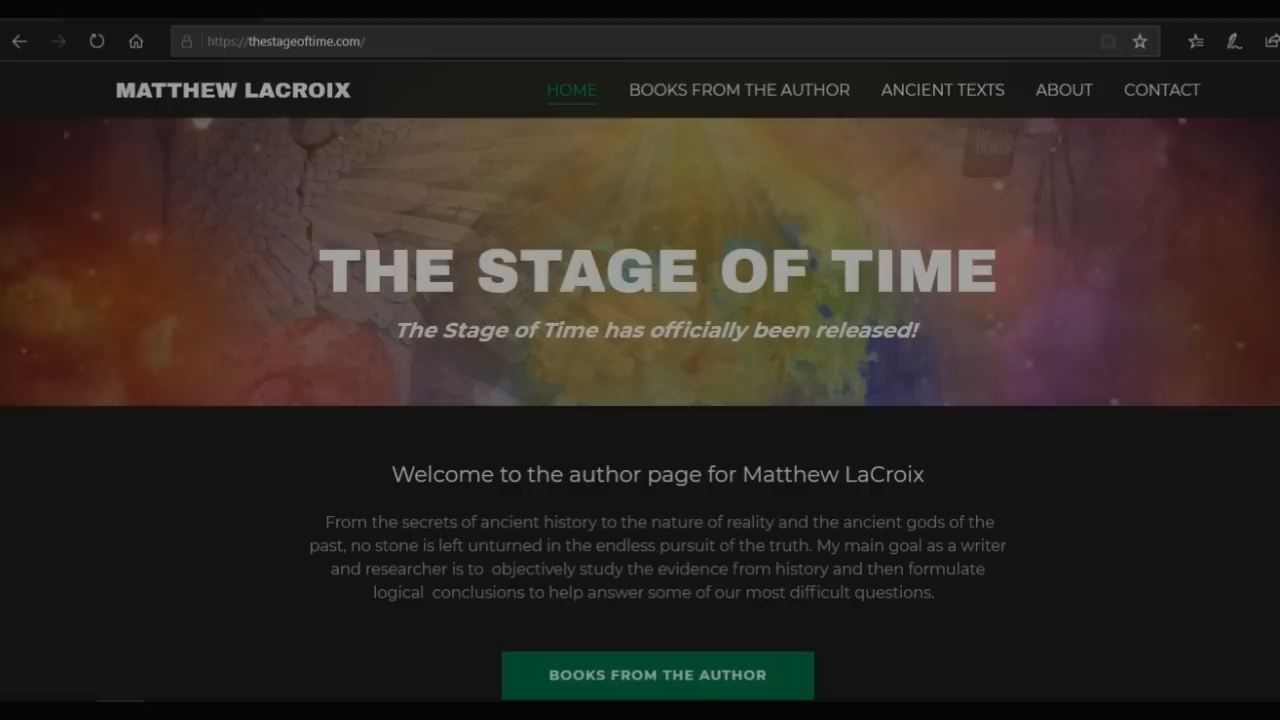 https://thestageoftime.com/
MATTHEW LACROIX
HOME
BOOKS FROM THE AUTHOR
ANCIENT TEXTS
ABOUT
CONTACT
THE STAGE OF TIME
The Stage of Time has officially been released!
Welcome to the author page for Matthew LaCroix
From the secrets of ancient history to the nature of reality and the ancient gods of the
past, no stone is left unturned in the endless pursuit of the truth. My main goal as a writer
and researcher is to objectively study the evidence from history and then formulate
logical conclusions to help answer some of our most difficult questions.
BOOKS FROM THE AUTHOR